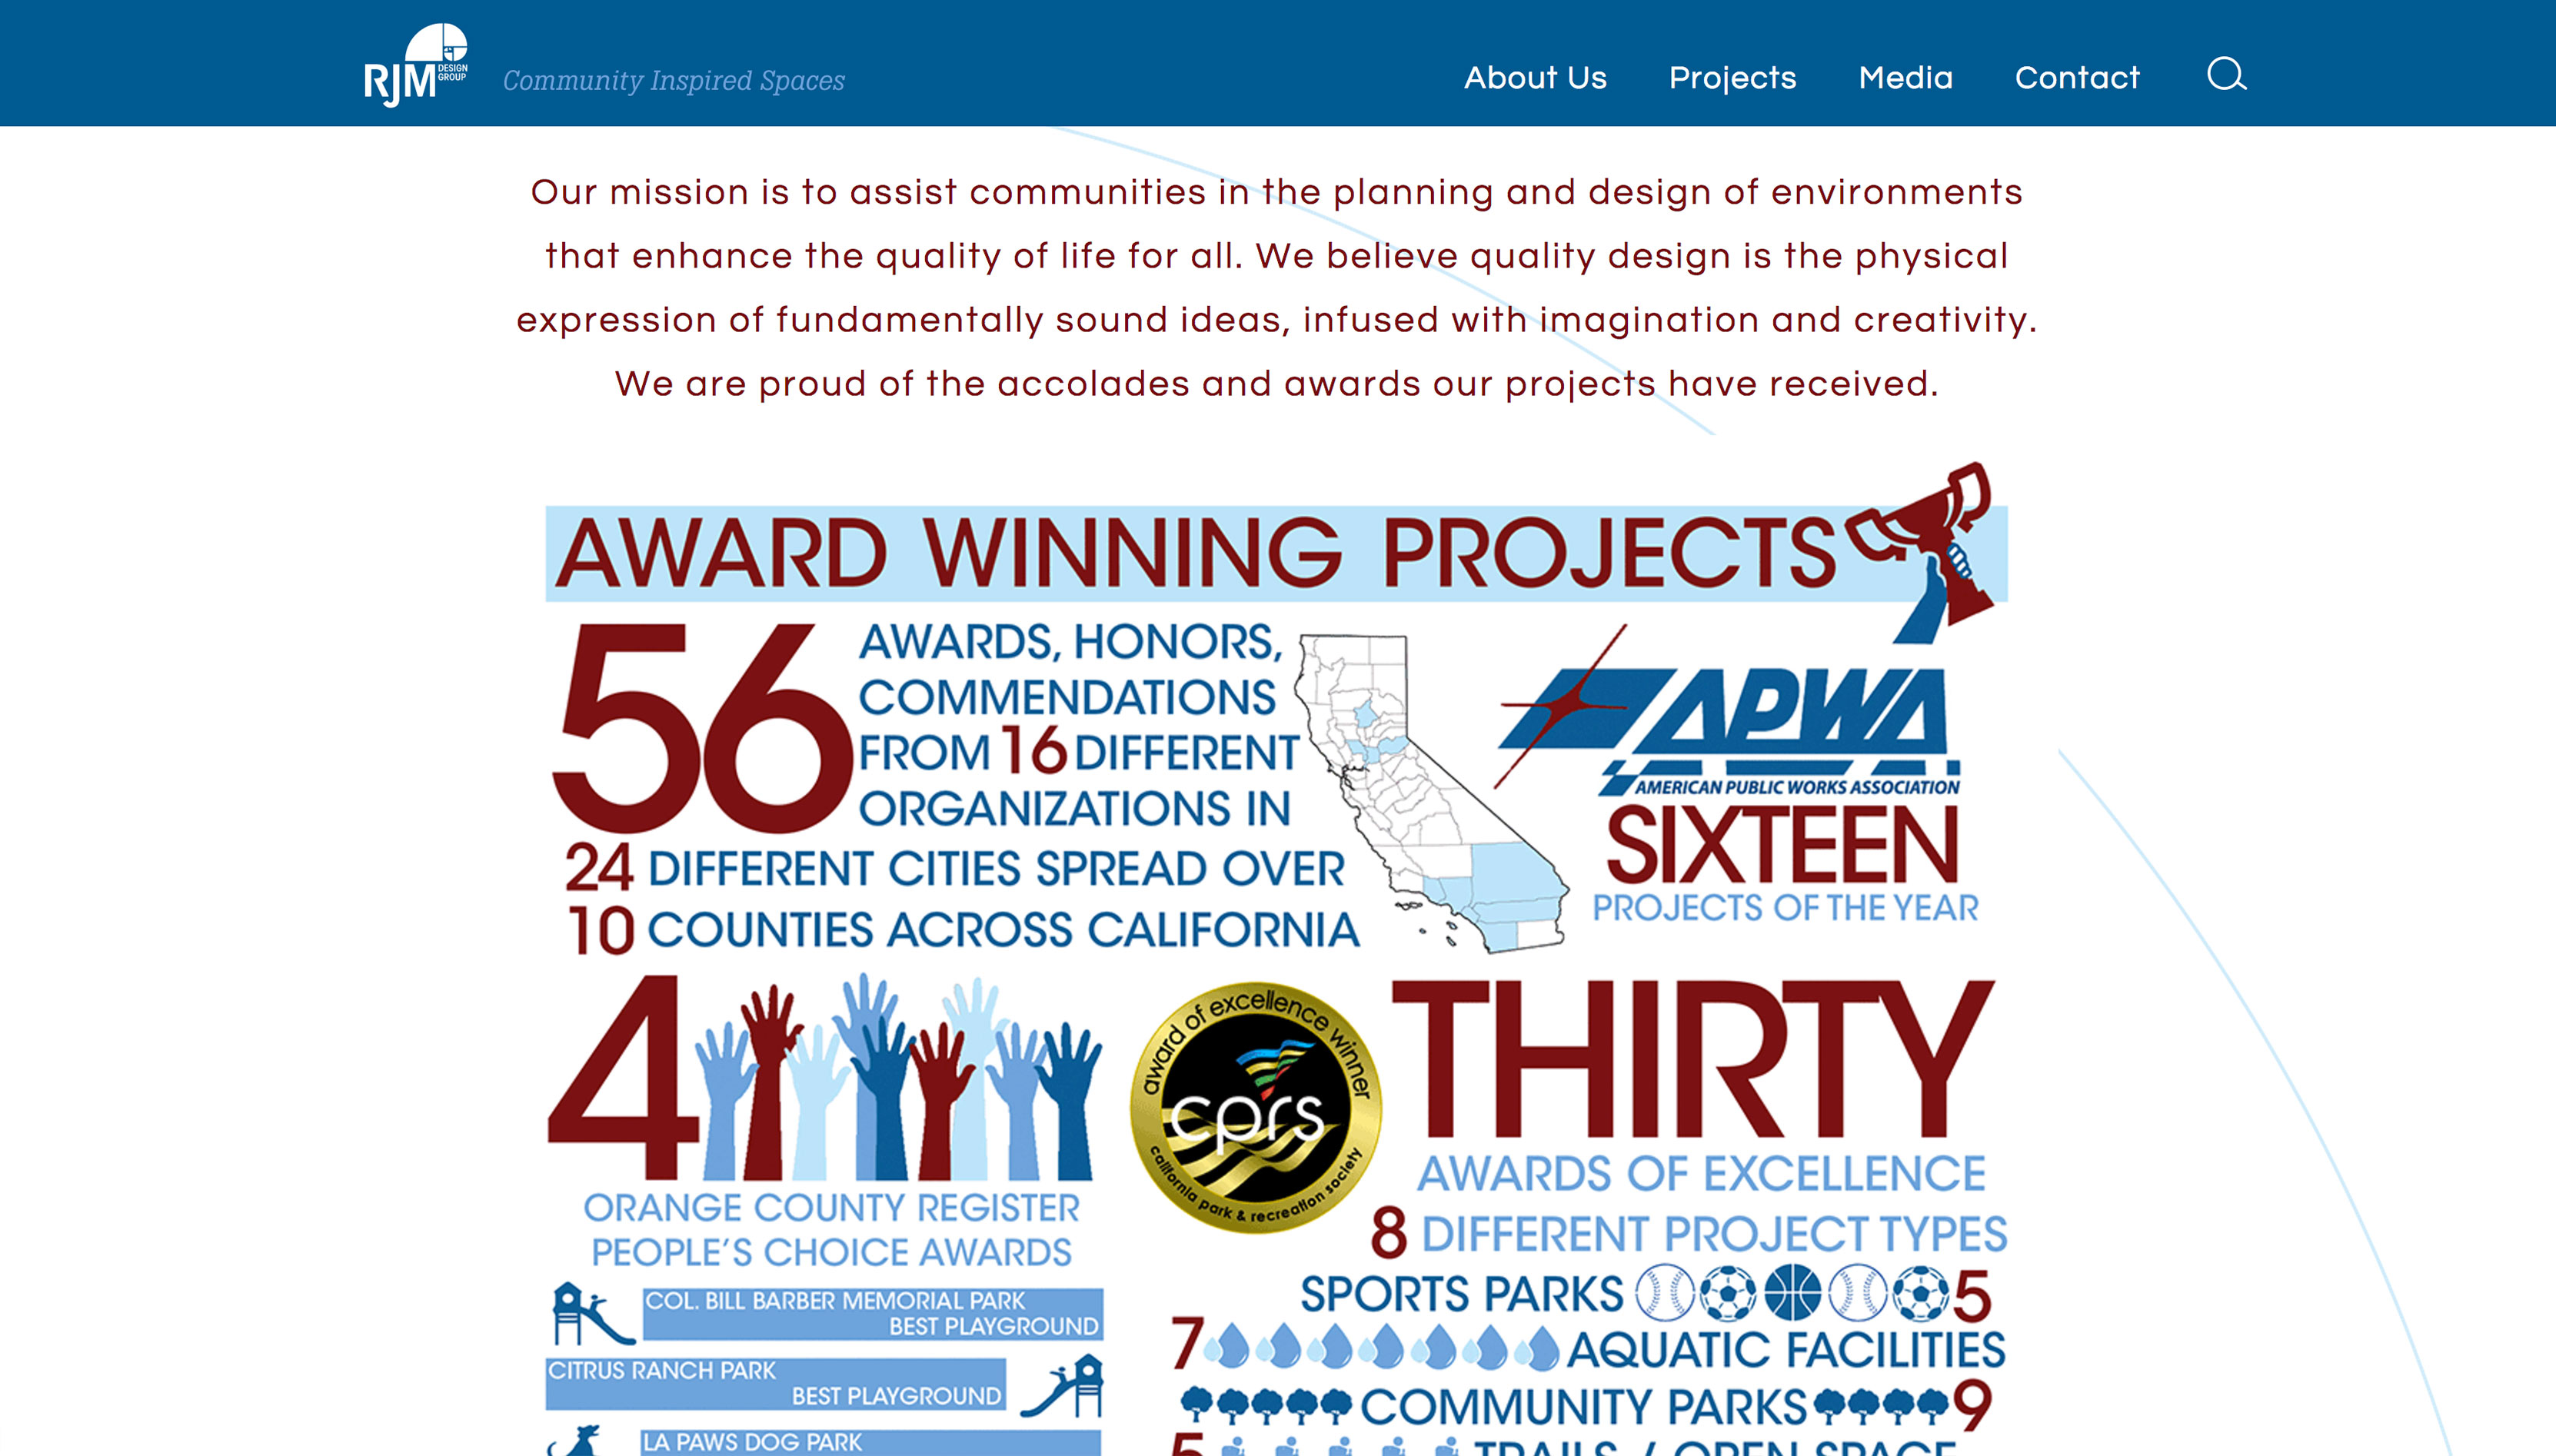 RJM DESIGN GROUP
Community Inspired Spaces
About Us Projects Media Contact
Our mission is to assist communities in the planning and design of environments
that enhance the quality of life for all. We believe quality design is the physical
expression of fundamentally sound ideas, infused with imagination and creativity.
We are proud of the accolades and awards our projects have received.
AWARD WINNING PROJECTS
56 AWARDS, HONORS,
COMMENDATIONS
FROM 16 DIFFERENT
ORGANIZATIONS IN
24 DIFFERENT CITIES SPREAD OVER
10 COUNTIES ACROSS CALIFORNIA
APWA
AMERICAN PUBLIC WORKS ASSOCIATION
SIXTEEN
PROJECTS OF THE YEAR
4
ORANGE COUNTY REGISTER
PEOPLE'S CHOICE AWARDS
COL. BILL BARBER MEMORIAL PARK
BEST PLAYGROUND
CITRUS RANCH PARK
BEST PLAYGROUND
LA PAWS DOG PARK
award of excellence winner
cprs
california park & recreation society
THIRTY
AWARDS OF EXCELLENCE
8 DIFFERENT PROJECT TYPES
SPORTS PARKS 5
7 AQUATIC FACILITIES
COMMUNITY PARKS 9
5 TRAILS / OPEN SPACE